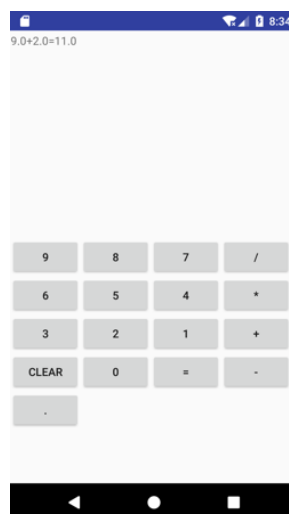 8:34
9.0+2.0=11.0
9 8 7 /
6 5 4 *
3 2 1 +
CLEAR 0 = -
.